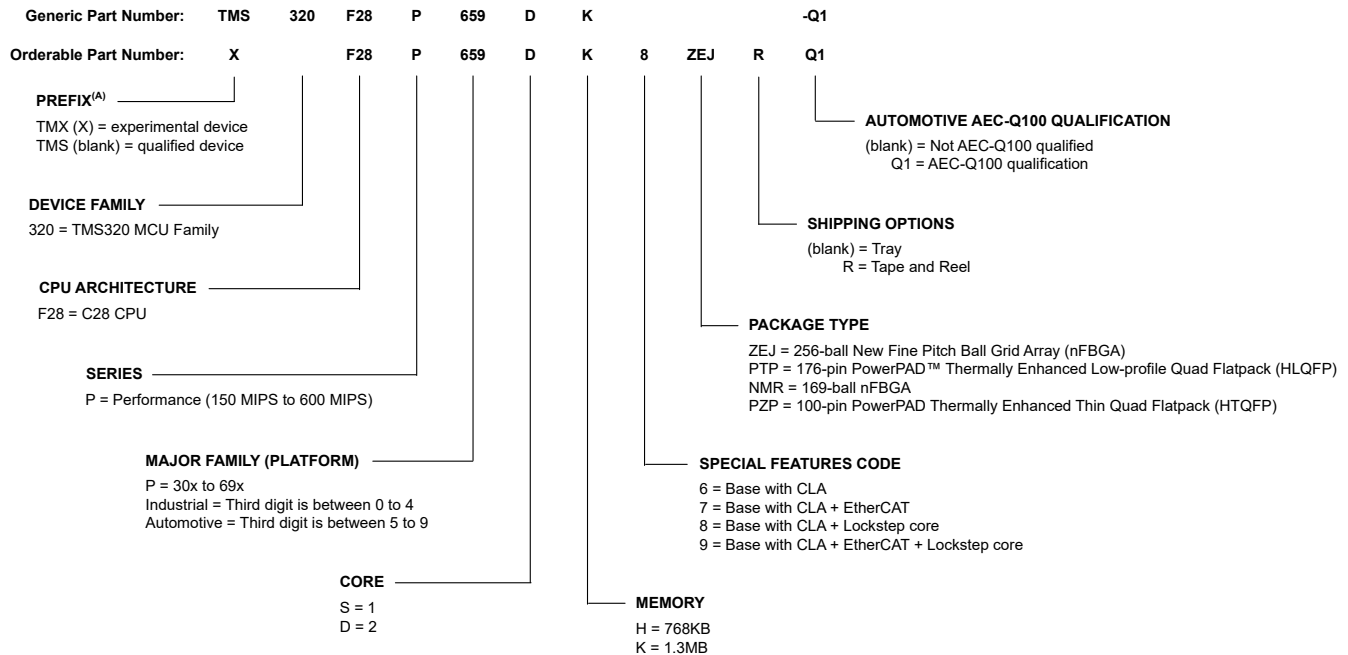 Generic Part Number: TMS 320 F28 P 659 D K -Q1
Orderable Part Number: X F28 P 659 D K 8 ZEJ R Q1
PREFIX(A)
TMX (X) = experimental device
TMS (blank) = qualified device
AUTOMOTIVE AEC-Q100 QUALIFICATION
(blank) = Not AEC-Q100 qualified
Q1 = AEC-Q100 qualification
DEVICE FAMILY
320 = TMS320 MCU Family
SHIPPING OPTIONS
(blank) = Tray
R = Tape and Reel
CPU ARCHITECTURE
F28 = C28 CPU
PACKAGE TYPE
ZEJ = 256-ball New Fine Pitch Ball Grid Array (nFBGA)
PTP = 176-pin PowerPAD™ Thermally Enhanced Low-profile Quad Flatpack (HLQFP)
NMR = 169-ball nFBGA
PZP = 100-pin PowerPAD Thermally Enhanced Thin Quad Flatpack (HTQFP)
SERIES
P = Performance (150 MIPS to 600 MIPS)
MAJOR FAMILY (PLATFORM)
P = 30x to 69x
Industrial = Third digit is between 0 to 4
Automotive = Third digit is between 5 to 9
SPECIAL FEATURES CODE
6 = Base with CLA
7 = Base with CLA + EtherCAT
8 = Base with CLA + Lockstep core
9 = Base with CLA + EtherCAT + Lockstep core
CORE
S = 1
D = 2
MEMORY
H = 768KB
K = 1.3MB